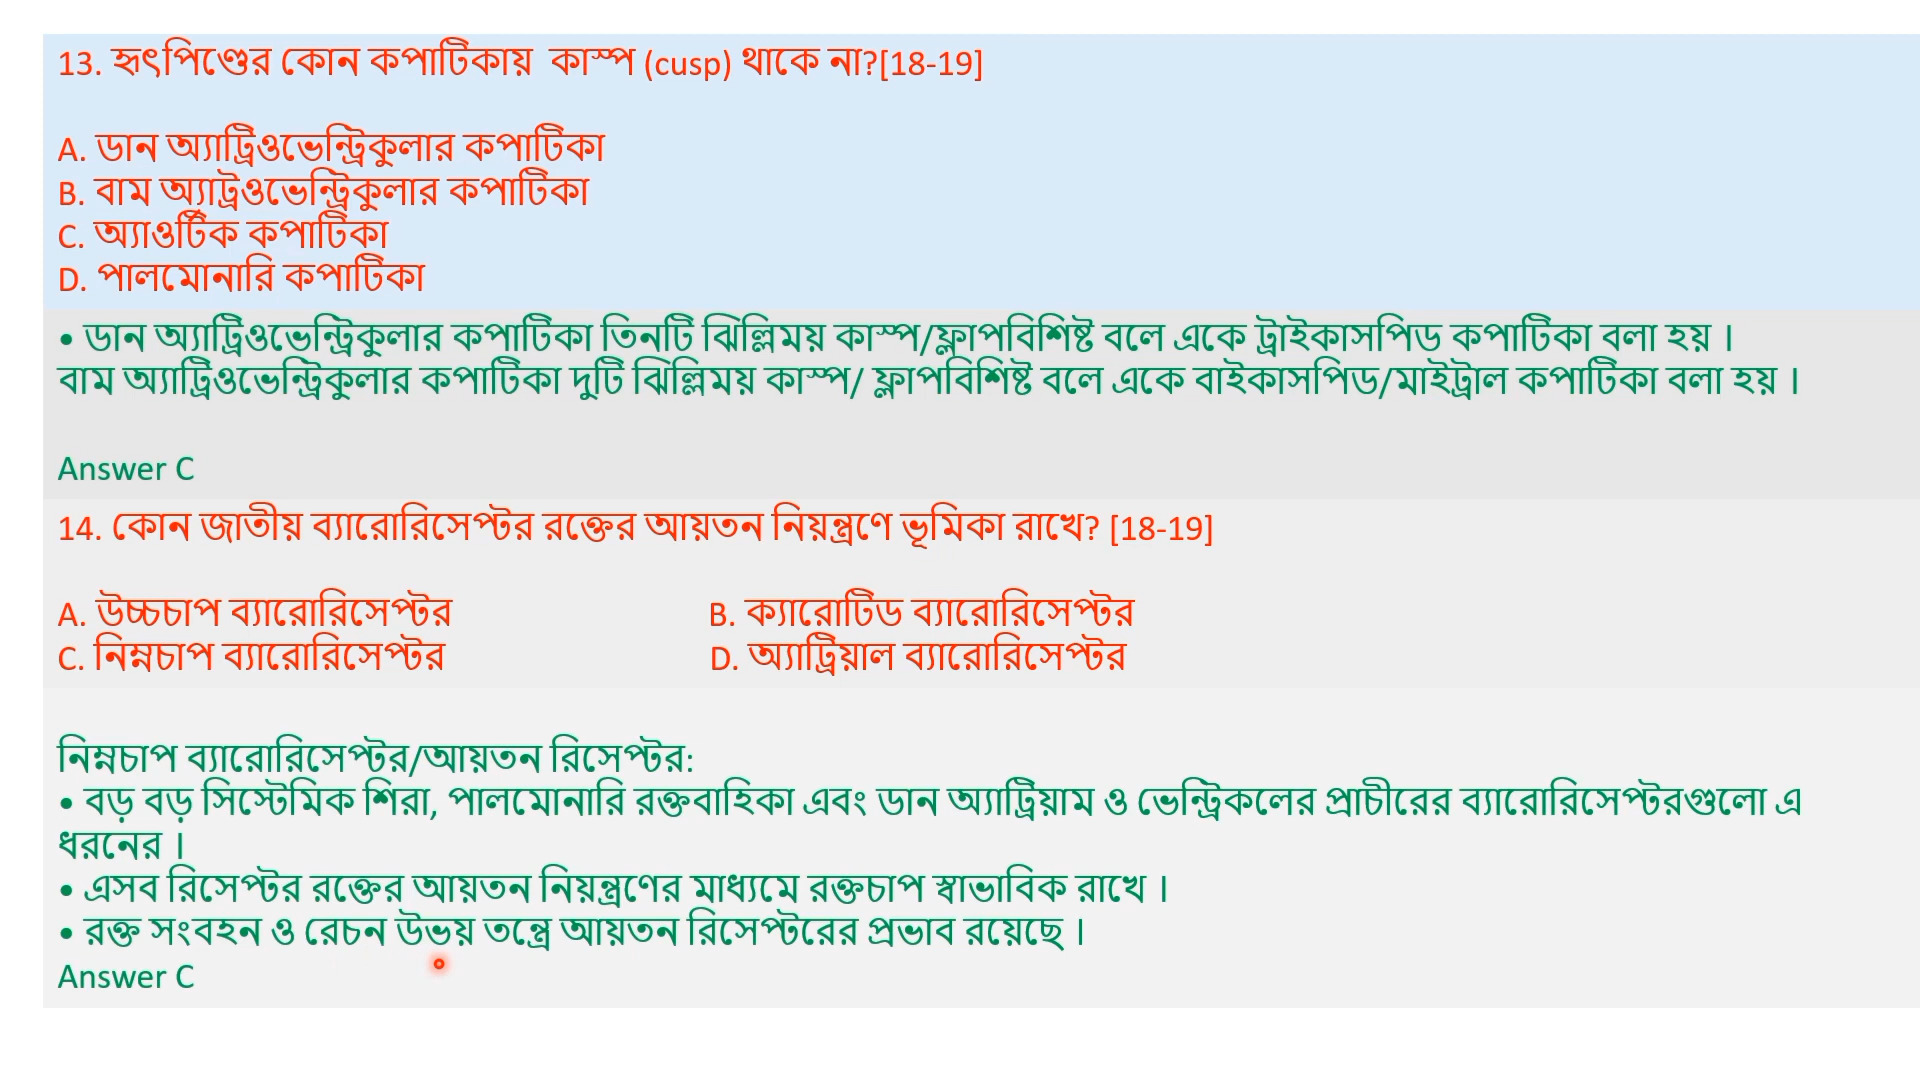 13. হৃৎপিণ্ডের কোন কপাটিকায় কাস্প (cusp) থাকে না?[18-19]
A. ডান অ্যাট্রিওভেন্ট্রিকুলার কপাটিকা
B. বাম অ্যাট্রওভেন্ট্রিকুলার কপাটিকা
C. অ্যাওর্টিক কপাটিকা
D. পালমোনারি কপাটিকা
• ডান অ্যাট্রিওভেন্ট্রিকুলার কপাটিকা তিনটি ঝিল্লিময় কাস্প/ফ্লাপবিশিষ্ট বলে একে ট্রাইকাসপিড কপাটিকা বলা হয় ।
বাম অ্যাট্রিওভেন্ট্রিকুলার কপাটিকা দুটি ঝিল্লিময় কাস্প/ ফ্লাপবিশিষ্ট বলে একে বাইকাসপিড/মাইট্রাল কপাটিকা বলা হয় ।
Answer C
14. কোন জাতীয় ব্যারোরিসেপ্টর রক্তের আয়তন নিয়ন্ত্রণে ভূমিকা রাখে? [18-19]
A. উচ্চচাপ ব্যারোরিসেপ্টর B. ক্যারোটিড ব্যারোরিসেপ্টর
C. নিম্নচাপ ব্যারোরিসেপ্টর D. অ্যাট্রিয়াল ব্যারোরিসেপ্টর
নিম্নচাপ ব্যারোরিসেপ্টর/আয়তন রিসেপ্টর:
• বড় বড় সিস্টেমিক শিরা, পালমোনারি রক্তবাহিকা এবং ডান অ্যাট্রিয়াম ও ভেন্ট্রিকলের প্রাচীরের ব্যারোরিসেপ্টরগুলো এ
ধরনের ।
• এসব রিসেপ্টর রক্তের আয়তন নিয়ন্ত্রণের মাধ্যমে রক্তচাপ স্বাভাবিক রাখে ।
• রক্ত সংবহন ও রেচন উভয় তন্ত্রে আয়তন রিসেপ্টরের প্রভাব রয়েছে ।
Answer C